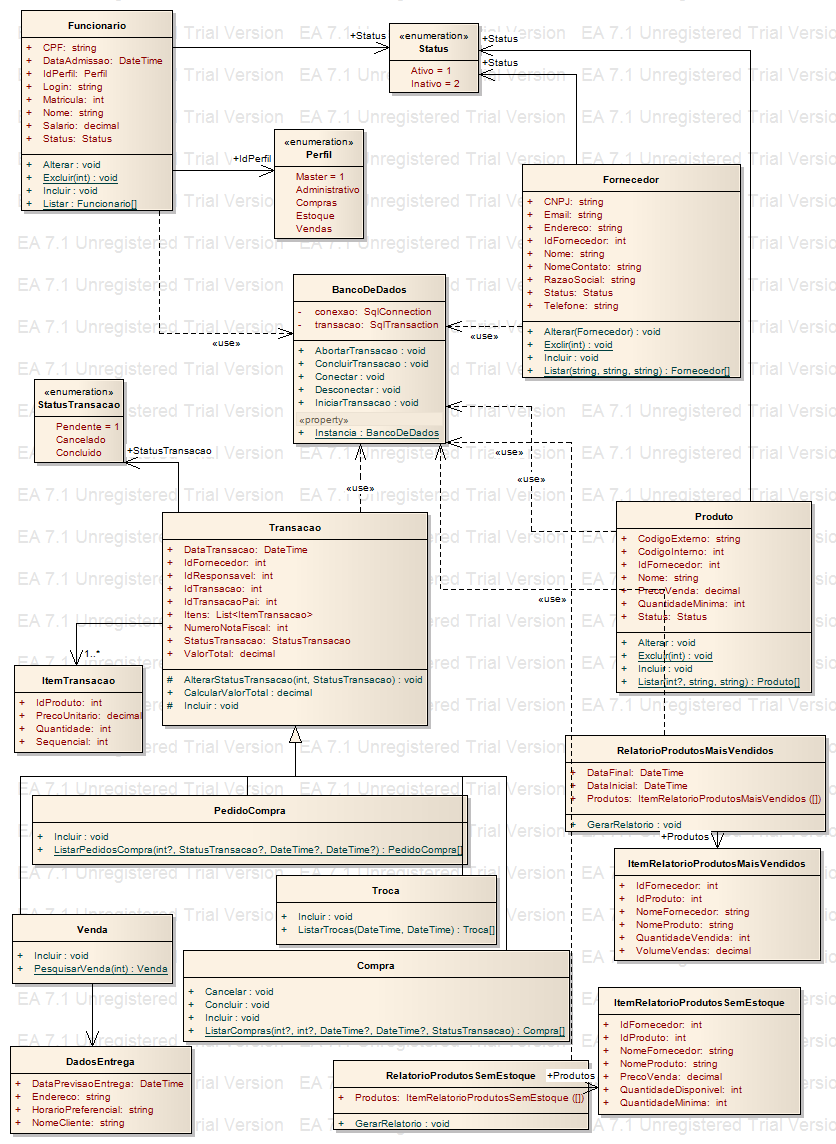 Funcionario
+ CPF: string
+ DataAdmissao: DateTime
+ IdPerfil: Perfil
+ Login: string
+ Matricula: int
+ Nome: string
+ Salario: decimal
+ Status: Status
+ Alterar : void
+ Excluir(int) : void
+ Incluir : void
+ Listar : Funcionario[]
+Status
«enumeration»
Status
Ativo = 1
Inativo = 2
+Status
+Status
+IdPerfil
«enumeration»
Perfil
Master = 1
Administrativo
Compras
Estoque
Vendas
Fornecedor
+ CNPJ: string
+ Email: string
+ Endereco: string
+ IdFornecedor: int
+ Nome: string
+ NomeContato: string
+ RazaoSocial: string
+ Status: Status
+ Telefone: string
+ Alterar(Fornecedor) : void
+ Exclir(int) : void
+ Incluir : void
+ Listar(string, string, string) : Fornecedor[]
BancoDeDados
- conexao: SqlConnection
- transacao: SqlTransaction
+ AbortarTransacao : void
+ ConcluirTransacao : void
+ Conectar : void
+ Desconectar : void
+ IniciarTransacao : void
«property»
+ Instancia : BancoDeDados
«use»
«use»
«use»
«use»
«use»
«use»
«enumeration»
StatusTransacao
Pendente = 1
Cancelado
Concluido
+StatusTransacao
Transacao
+ DataTransacao: DateTime
+ IdFornecedor: int
+ IdResponsavel: int
+ IdTransacao: int
+ IdTransacaoPai: int
+ Itens: List<ItemTransacao>
+ NumeroNotaFiscal: int
+ StatusTransacao: StatusTransacao
+ ValorTotal: decimal
# AlterarStatusTransacao(int, StatusTransacao) : void
+ CalcularValorTotal : decimal
# Incluir : void
Produto
+ CodigoExterno: string
+ CodigoInterno: int
+ IdFornecedor: int
+ Nome: string
+ PrecoVenda: decimal
+ QuantidadeMinima: int
+ Status: Status
+ Alterar : void
+ Excluir(int) : void
+ Incluir : void
+ Listar(int?, string, string) : Produto[]
1..*
ItemTransacao
+ IdProduto: int
+ PrecoUnitario: decimal
+ Quantidade: int
+ Sequencial: int
RelatorioProdutosMaisVendidos
+ DataFinal: DateTime
+ DataInicial: DateTime
+ Produtos: ItemRelatorioProdutosMaisVendidos ([])
+ GerarRelatorio : void
+Produtos
ItemRelatorioProdutosMaisVendidos
+ IdFornecedor: int
+ IdProduto: int
+ NomeFornecedor: string
+ NomeProduto: string
+ QuantidadeVendida: int
+ VolumeVendas: decimal
PedidoCompra
+ Incluir : void
+ ListarPedidosCompra(int?, StatusTransacao?, DateTime?, DateTime?) : PedidoCompra[]
Troca
+ Incluir : void
+ ListarTrocas(DateTime, DateTime) : Troca[]
Venda
+ Incluir : void
+ PesquisarVenda(int) : Venda
Compra
+ Cancelar : void
+ Concluir : void
+ Incluir : void
+ ListarCompras(int?, int?, DateTime?, DateTime?, StatusTransacao) : Compra[]
DadosEntrega
+ DataPrevisaoEntrega: DateTime
+ Endereco: string
+ HorarioPreferencial: string
+ NomeCliente: string
RelatorioProdutosSemEstoque
+ Produtos: ItemRelatorioProdutosSemEstoque ([])
+ GerarRelatorio : void
+Produtos
ItemRelatorioProdutosSemEstoque
+ IdFornecedor: int
+ IdProduto: int
+ NomeFornecedor: string
+ NomeProduto: string
+ PrecoVenda: decimal
+ QuantidadeDisponivel: int
+ QuantidadeMinima: int
EA 7.1 Unregistered Trial Version